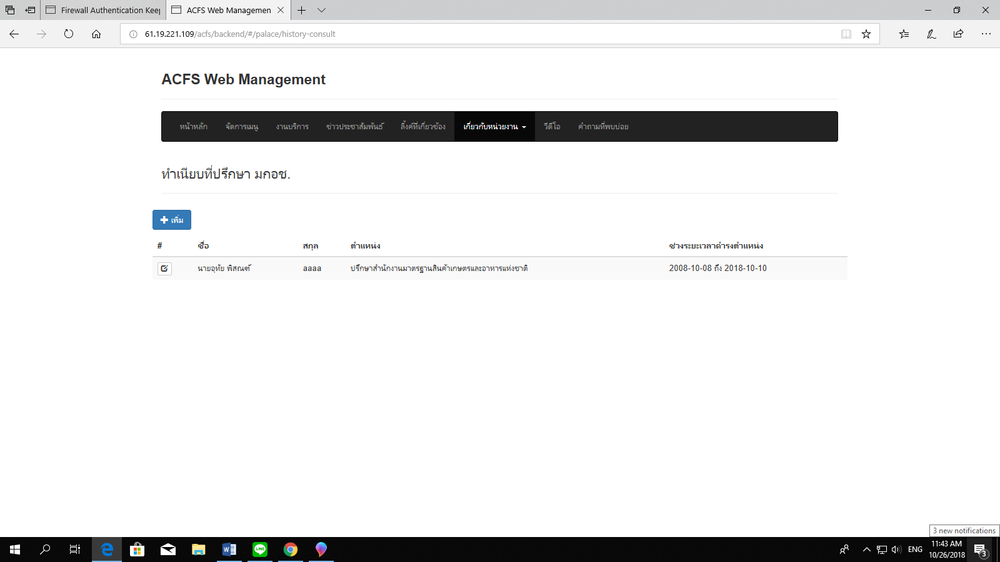 Firewall Authentication Keep
ACFS Web Managemen
61.19.221.109/acfs/backend/#/palace/history-consult
ACFS Web Management
หน้าหลัก จัดการเมนู งานบริการ ข่าวประชาสัมพันธ์ ลิ้งค์ที่เกี่ยวข้อง เกี่ยวกับหน่วยงาน วีดีโอ คำถามที่พบบ่อย
ทำเนียบที่ปรึกษา มกอช.
เพิ่ม
# ชื่อ สกุล ตำแหน่ง ช่วงระยะเวลาดำรงตำแหน่ง
นายอุทัย พิสณฑ์ aaaa ปรึกษาสำนักงานมาตรฐานสินค้าเกษตรและอาหารแห่งชาติ 2008-10-08 ถึง 2018-10-10
3 new notifications
ENG
11:43 AM
10/26/2018
3